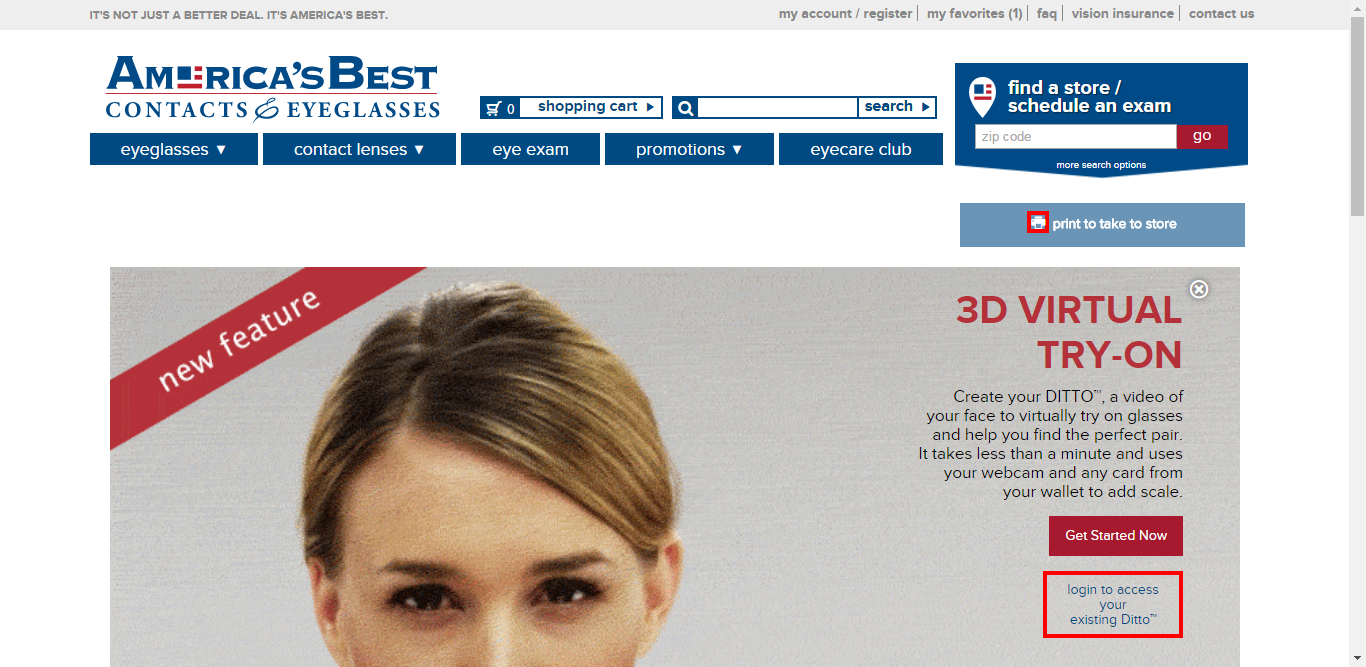 IT'S NOT JUST A BETTER DEAL. IT'S AMERICA'S BEST.
my account / register
my favorites (1)
faq
vision insurance
contact us
AMERICA'S BEST
CONTACTS & EYEGLASSES
0
shopping cart ▶
search ▶
find a store /
schedule an exam
zip code
go
more search options
eyeglasses ▼
contact lenses ▼
eye exam
promotions ▼
eyecare club
print to take to store
new feature
3D VIRTUAL
TRY-ON
Create your DITTO™, a video of
your face to virtually try on glasses
and help you find the perfect pair.
It takes less than a minute and uses
your webcam and any card from
your wallet to add scale.
Get Started Now
login to access
your
existing Ditto™